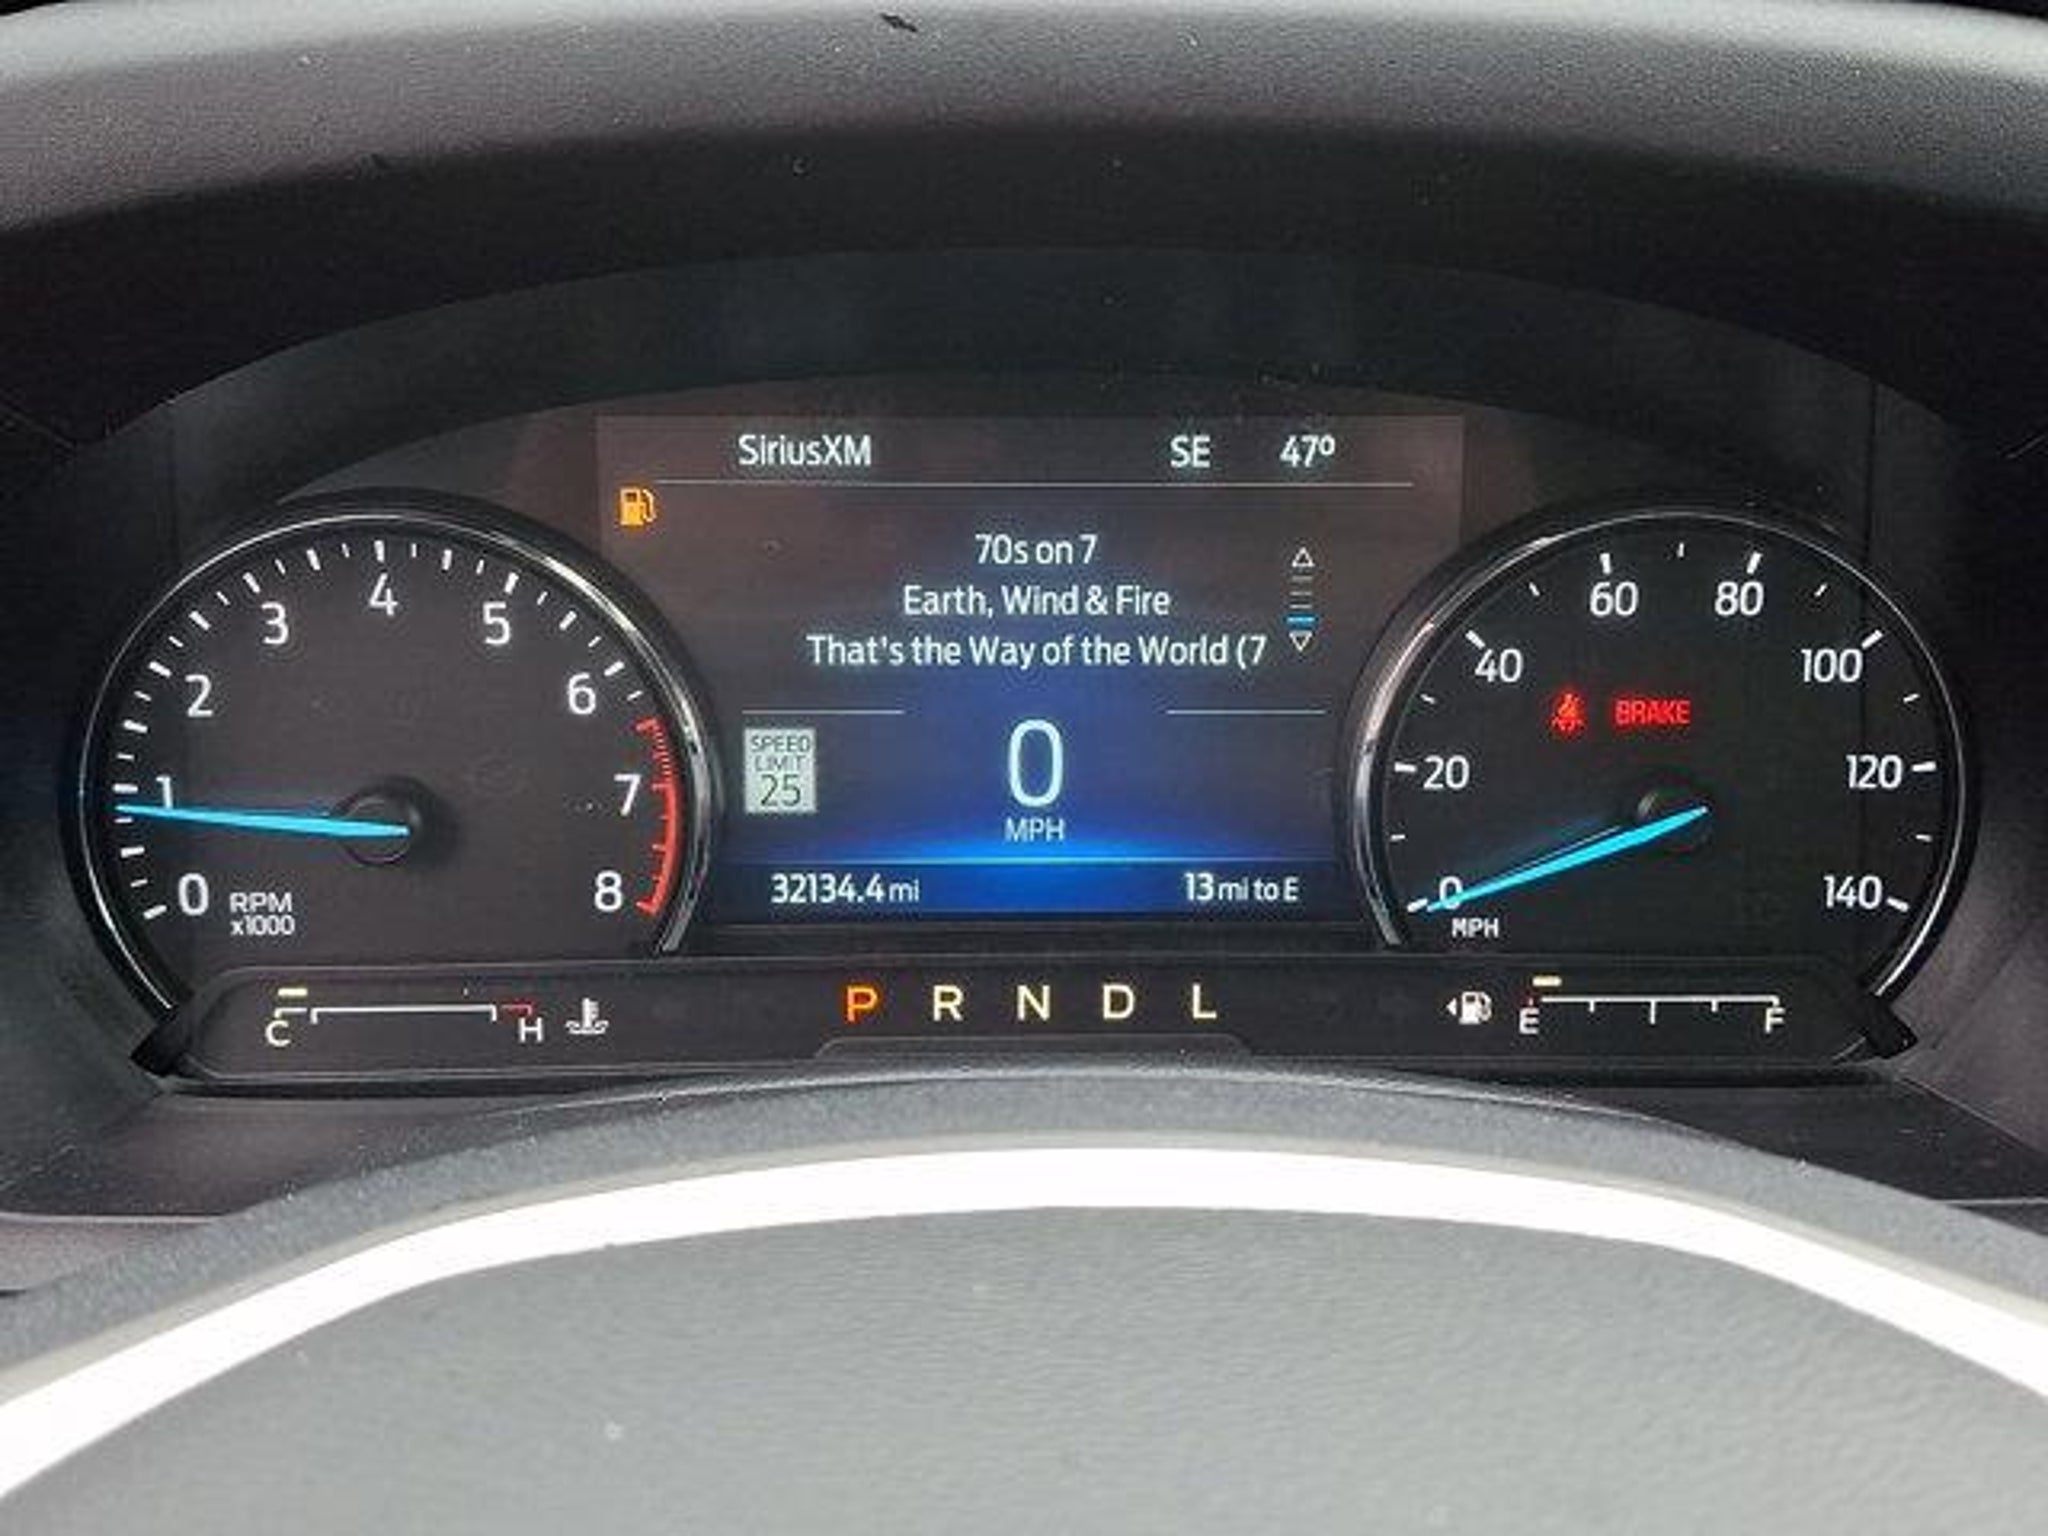 SiriusXM SE 47º
70s on 7
Earth, Wind & Fire
That's the Way of the World (7
SPEED
LIMIT
25
0
MPH
32134.4 mi 13 mi to E
0 1 2 3 4 5 6 7 8
RPM
x1000
0 20 40 60 80 100 120 140
BRAKE
MPH
C H
P R N D L
E F